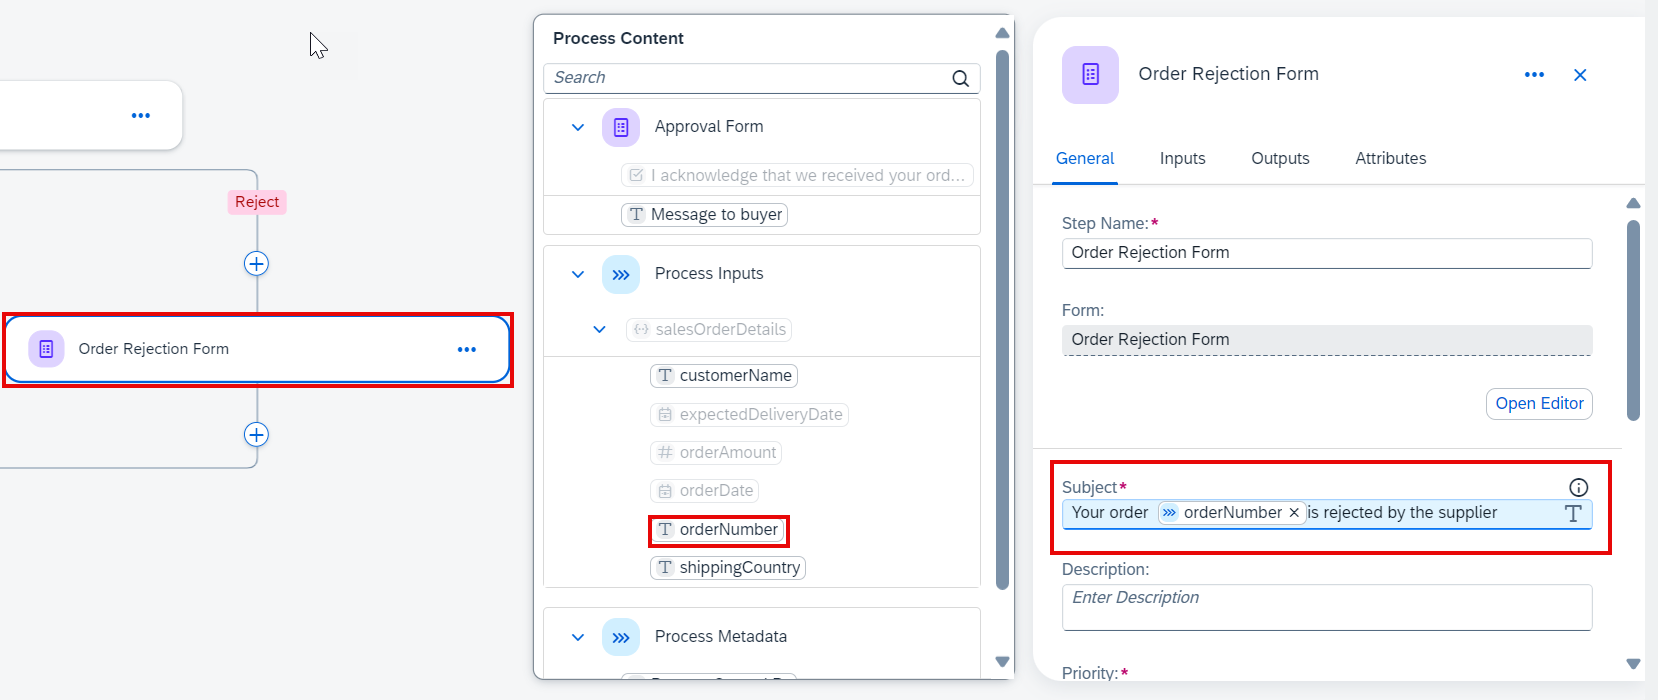 Reject
Order Rejection Form
Process Content
Search
Approval Form
I acknowledge that we received your ord...
Message to buyer
Process Inputs
salesOrderDetails
customerName
expectedDeliveryDate
orderAmount
orderDate
orderNumber
shippingCountry
Process Metadata
Order Rejection Form
General Inputs Outputs Attributes
Step Name:*
Order Rejection Form
Form:
Order Rejection Form
Open Editor
Subject*
Your order orderNumber × is rejected by the supplier
Description:
Enter Description
Priority:*